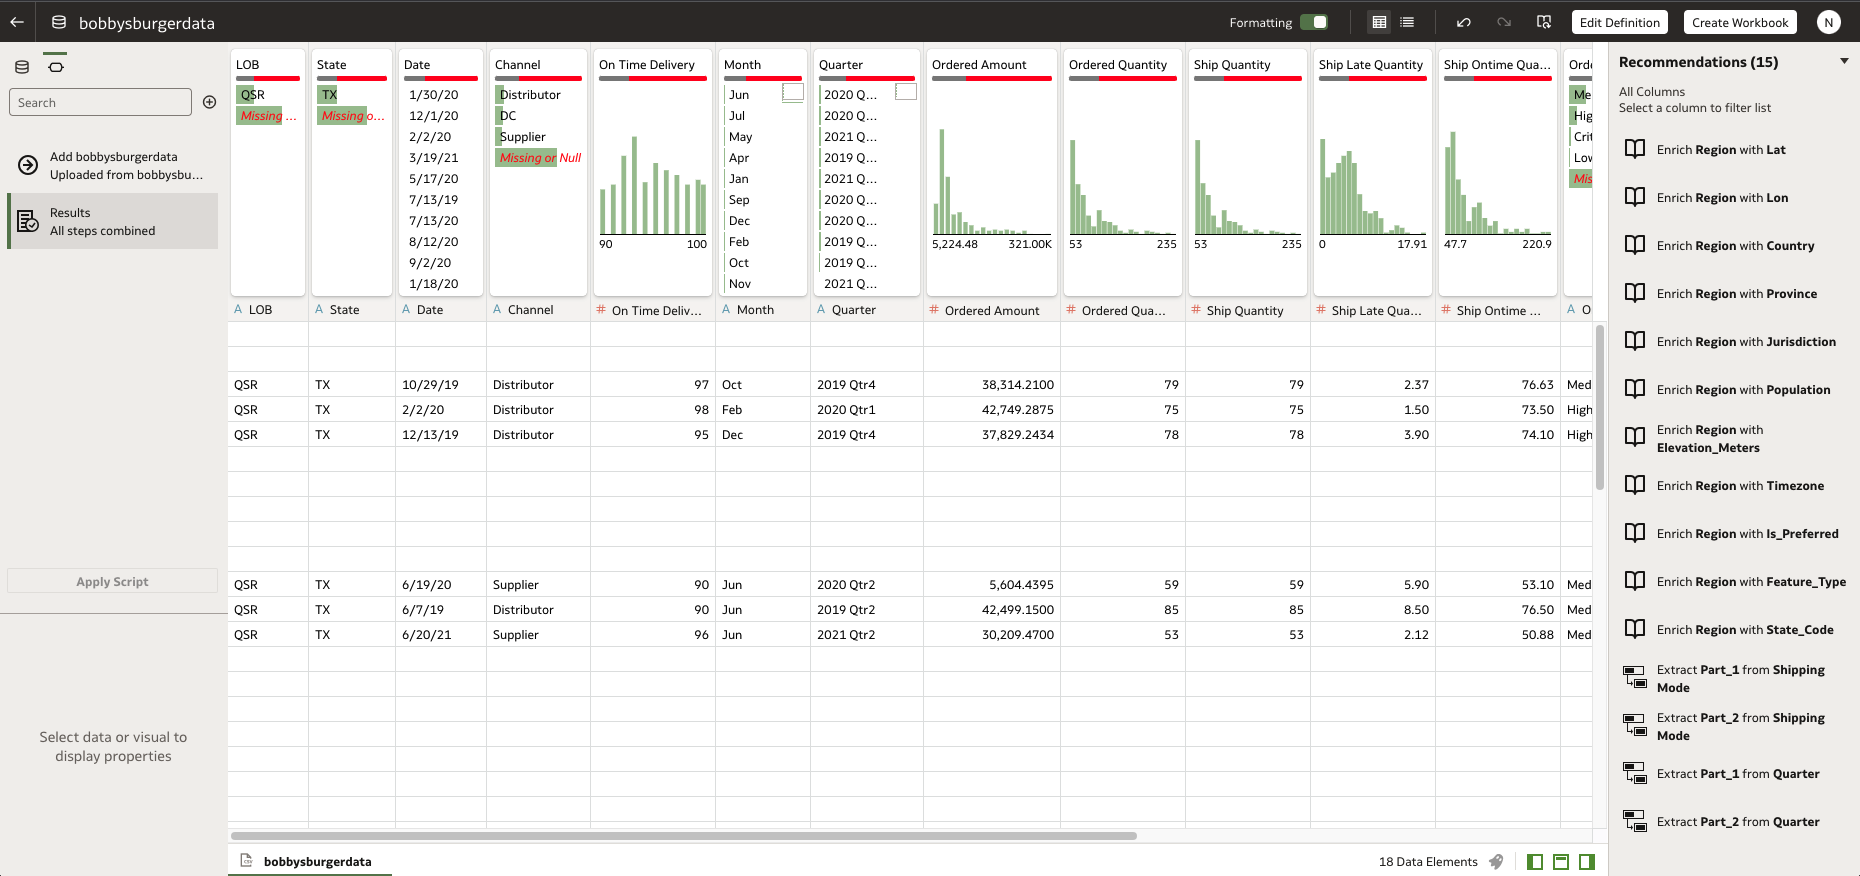 bobbysburgerdata
Formatting
Edit Definition
Create Workbook
N
Search
Add bobbysburgerdata
Uploaded from bobbysbu...
Results
All steps combined
Apply Script
Select data or visual to
display properties
LOB
QSR
Missing ...
State
TX
Missing o...
Date
1/30/20
12/1/20
2/2/20
3/19/21
5/17/20
7/13/19
7/13/20
8/12/20
9/2/20
1/18/20
Channel
Distributor
DC
Supplier
Missing or Null
On Time Delivery
90 100
Month
Jun
Jul
May
Apr
Jan
Sep
Dec
Feb
Oct
Nov
Quarter
2020 Q...
2020 Q...
2021 Q...
2019 Q...
2021 Q...
2020 Q...
2020 Q...
2019 Q...
2019 Q...
2021 Q...
Ordered Amount
5,224.48 321.00K
Ordered Quantity
53 235
Ship Quantity
53 235
Ship Late Quantity
0 17.91
Ship Ontime Qua...
47.7 220.9
Orde
Me
Hig
Crit
Low
Mis
A LOB A State A Date A Channel # On Time Deliv... A Month A Quarter # Ordered Amount # Ordered Qua... # Ship Quantity # Ship Late Qua... # Ship Ontime ... A O
QSR TX 10/29/19 Distributor 97 Oct 2019 Qtr4 38,314.2100 79 79 2.37 76.63 Med
QSR TX 2/2/20 Distributor 98 Feb 2020 Qtr1 42,749.2875 75 75 1.50 73.50 High
QSR TX 12/13/19 Distributor 95 Dec 2019 Qtr4 37,829.2434 78 78 3.90 74.10 High
QSR TX 6/19/20 Supplier 90 Jun 2020 Qtr2 5,604.4395 59 59 5.90 53.10 Med
QSR TX 6/7/19 Distributor 90 Jun 2019 Qtr2 42,499.1500 85 85 8.50 76.50 Med
QSR TX 6/20/21 Supplier 96 Jun 2021 Qtr2 30,209.4700 53 53 2.12 50.88 Med
bobbysburgerdata
18 Data Elements
Recommendations (15)
All Columns
Select a column to filter list
Enrich Region with Lat
Enrich Region with Lon
Enrich Region with Country
Enrich Region with Province
Enrich Region with Jurisdiction
Enrich Region with Population
Enrich Region with
Elevation_Meters
Enrich Region with Timezone
Enrich Region with Is_Preferred
Enrich Region with Feature_Type
Enrich Region with State_Code
Extract Part_1 from Shipping
Mode
Extract Part_2 from Shipping
Mode
Extract Part_1 from Quarter
Extract Part_2 from Quarter